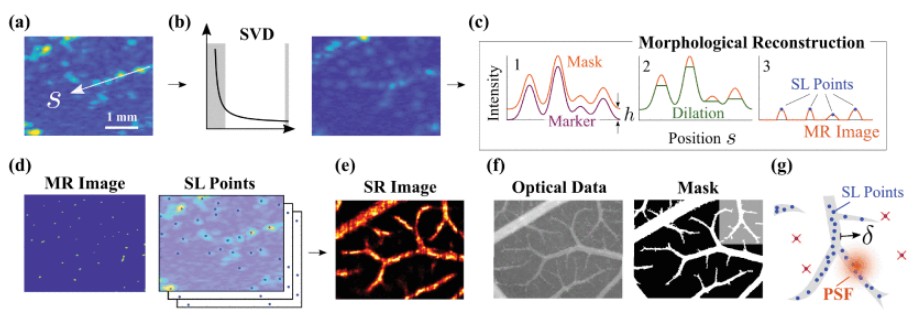 (a)
S
1 mm
(b)
SVD
(c)
Morphological Reconstruction
Intensity
1
Mask
Marker
h
2
Dilation
3
SL Points
MR Image
Position S
(d)
MR Image
SL Points
(e)
SR Image
(f)
Optical Data
Mask
(g)
SL Points
δ
PSF